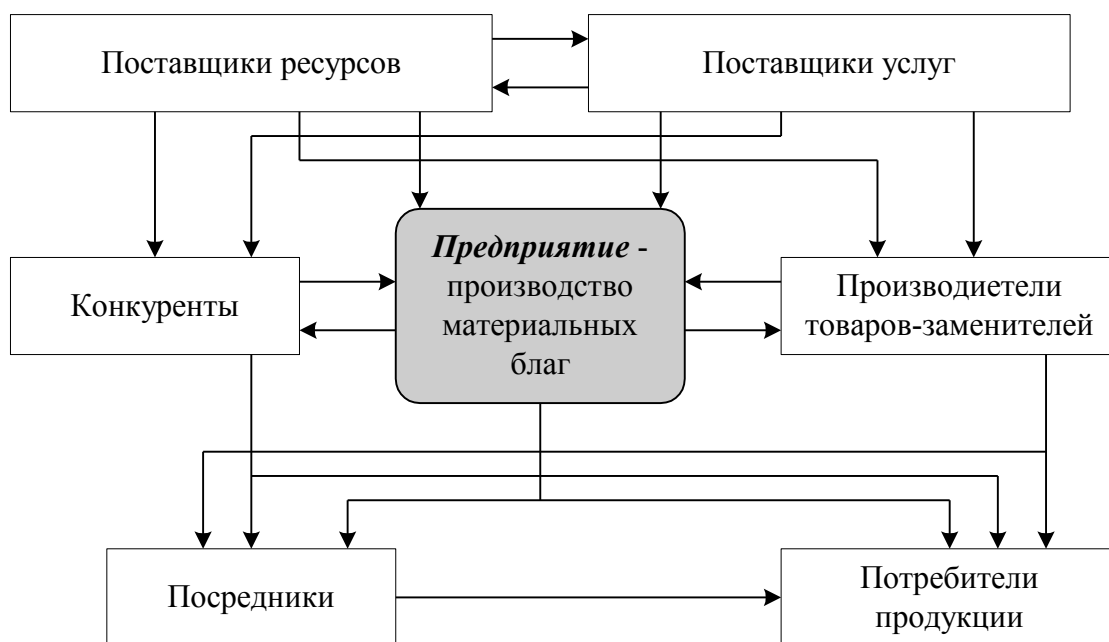 Поставщики ресурсов
Поставщики услуг
Предприятие -
производство
материальных
благ
Конкуренты
Производиетели
товаров-заменителей
Посредники
Потребители
продукции